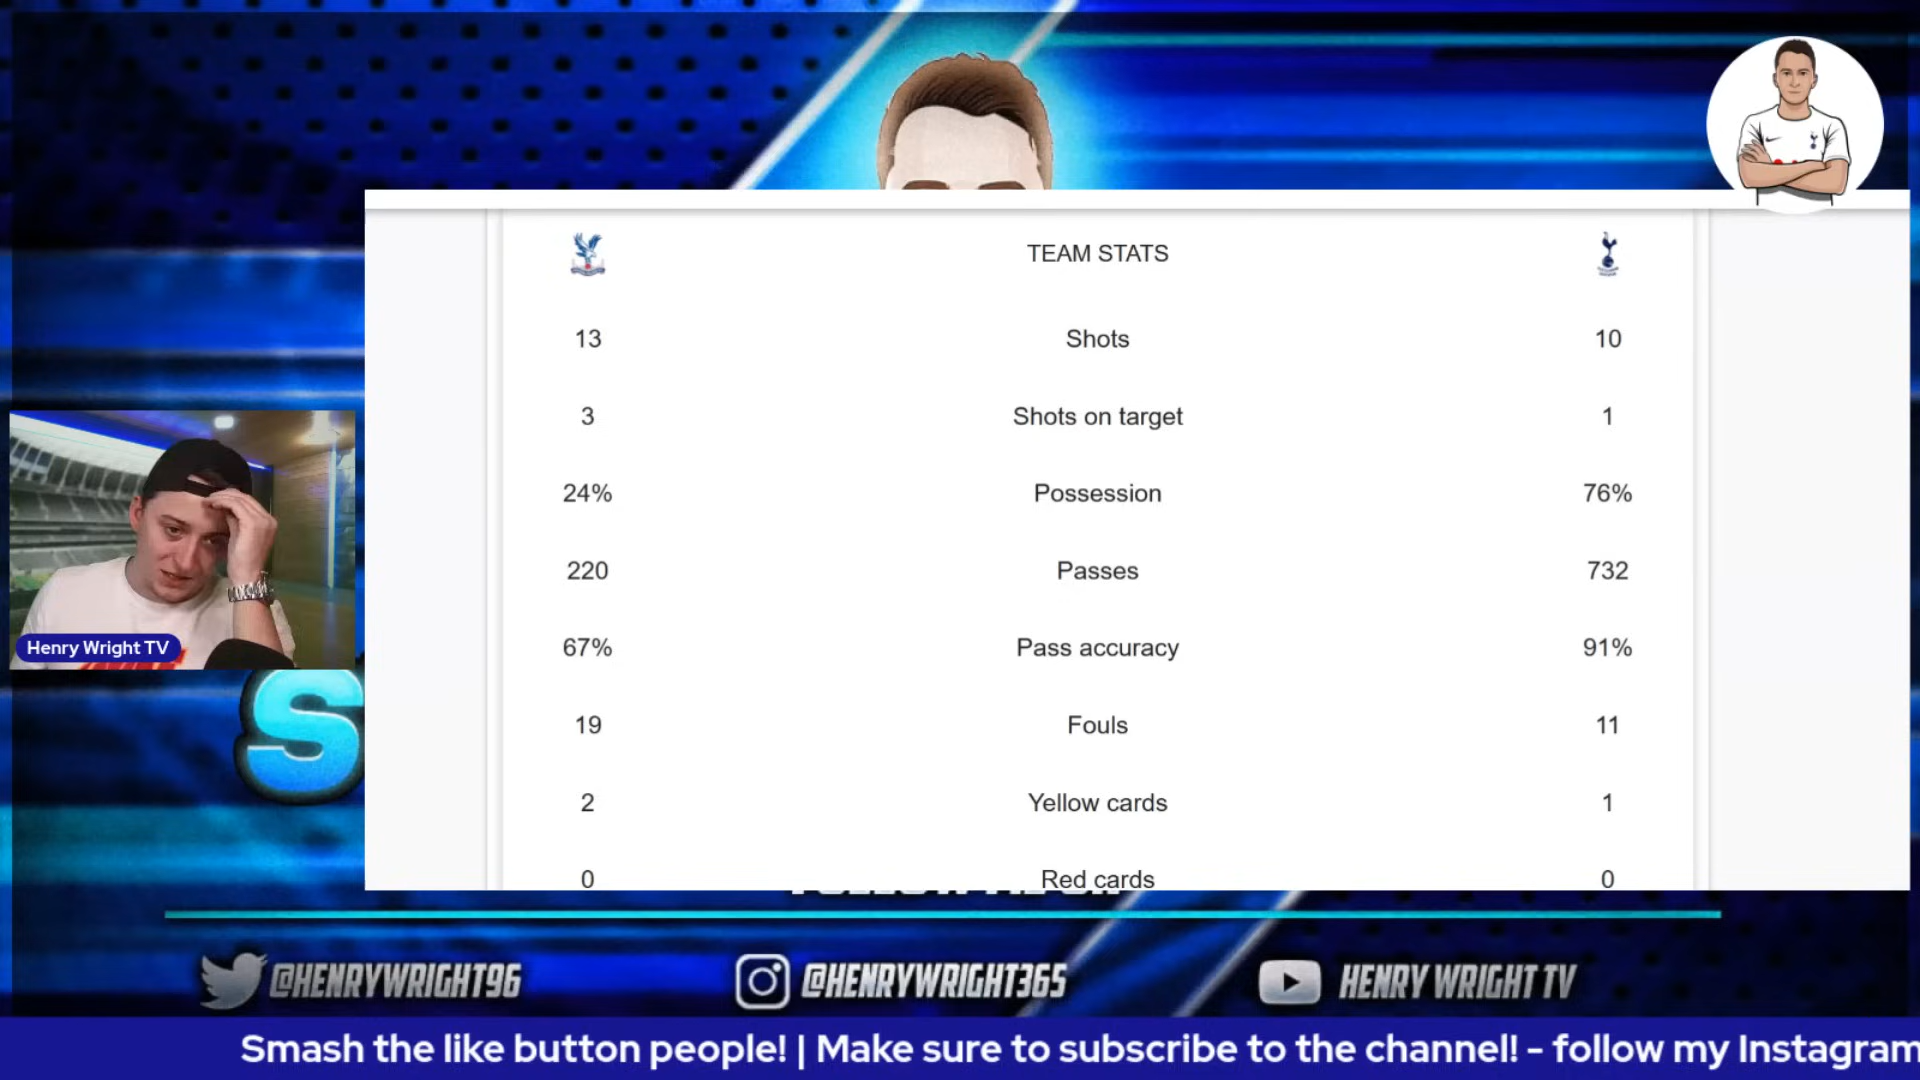 TEAM STATS
13 Shots 10
3 Shots on target 1
24% Possession 76%
220 Passes 732
67% Pass accuracy 91%
19 Fouls 11
2 Yellow cards 1
0 Red cards 0
Henry Wright TV
S
@HENRYWRIGHT96 @HENRYWRIGHT365 HENRY WRIGHT TV
Smash the like button people! | Make sure to subscribe to the channel! - follow my Instagram